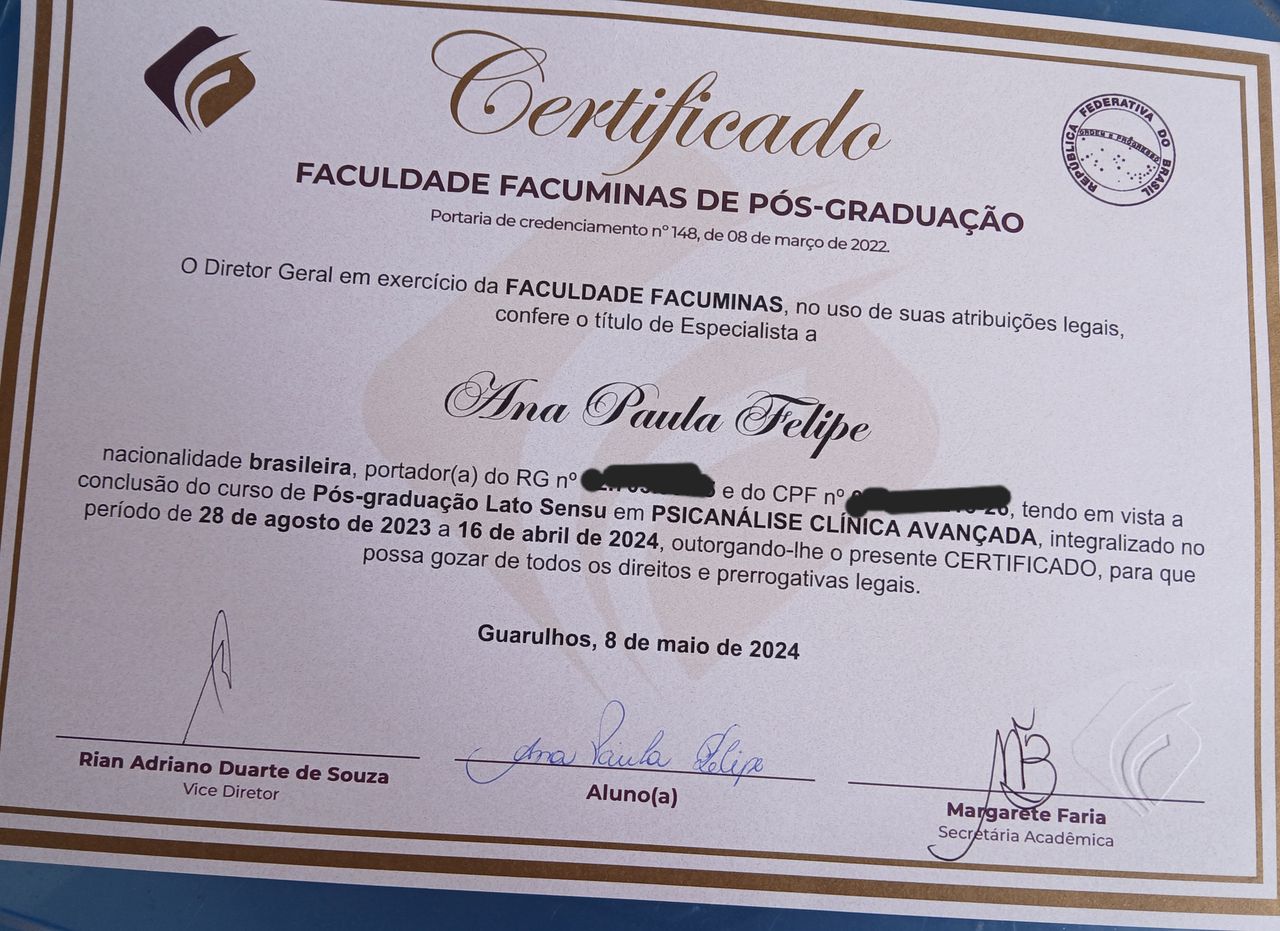 Certificado
REPÚBLICA FEDERATIVA DO BRASIL
ORDEM E PROGRESSO
FACULDADE FACUMINAS DE PÓS-GRADUAÇÃO
Portaria de credenciamento nº 148, de 08 de março de 2022.
O Diretor Geral em exercício da FACULDADE FACUMINAS, no uso de suas atribuições legais,
confere o título de Especialista a
Ana Paula Felipe
nacionalidade brasileira, portador(a) do RG nº e do CPF nº , tendo em vista a
conclusão do curso de Pós-graduação Lato Sensu em PSICANÁLISE CLÍNICA AVANÇADA, integralizado no
período de 28 de agosto de 2023 a 16 de abril de 2024, outorgando-lhe o presente CERTIFICADO, para que
possa gozar de todos os direitos e prerrogativas legais.
Guarulhos, 8 de maio de 2024
Ana Paula Felipe
Rian Adriano Duarte de Souza
Vice Diretor
Aluno(a)
Margarete Faria
Secretária Acadêmica